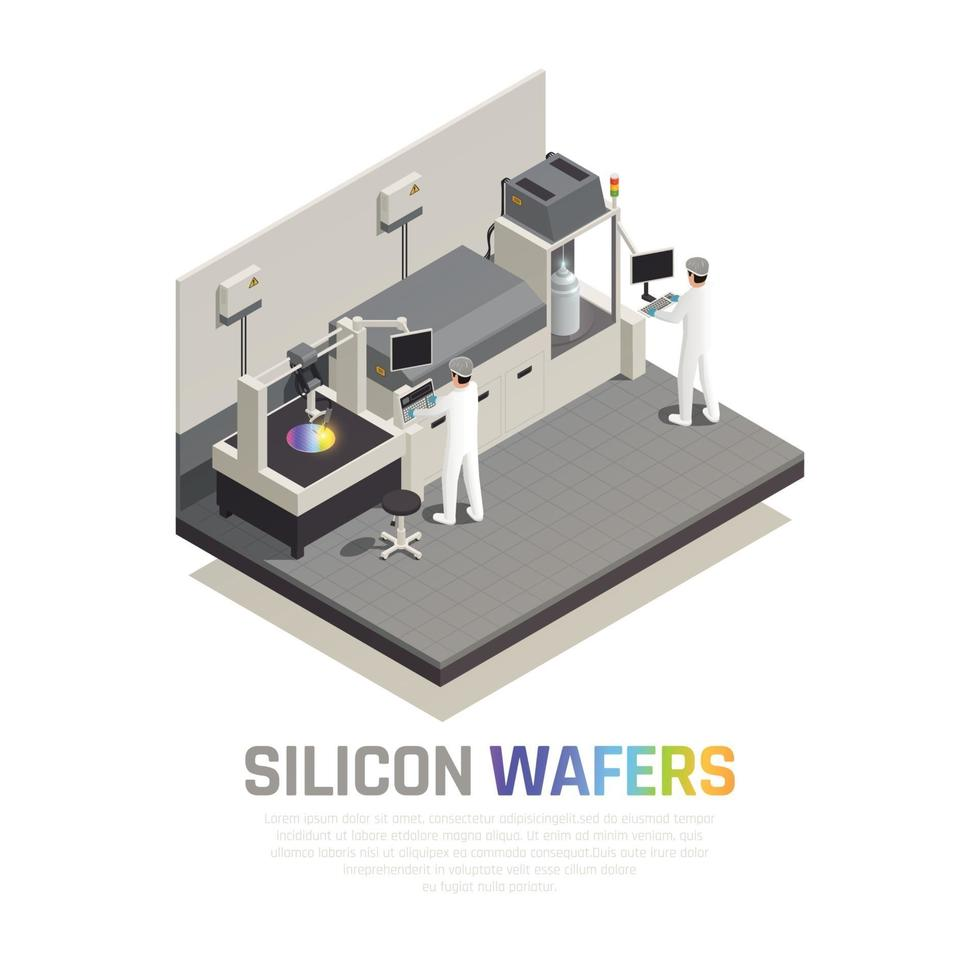 SILICON WAFERS
Lorem ipsum dolor sit amet, consectetur adipisicingelit.sed eiusmod tempor
incididunt ut labore etdolore magna aliqua. Ut enim ad minim veniam, quis
ullamco laboris nisi ut aliquip ex ea commodo consequat.Duis aute irure dolor
inreprehenderit in voluptate velit esse cillum dolore
eu fugiat nulla pariatur.